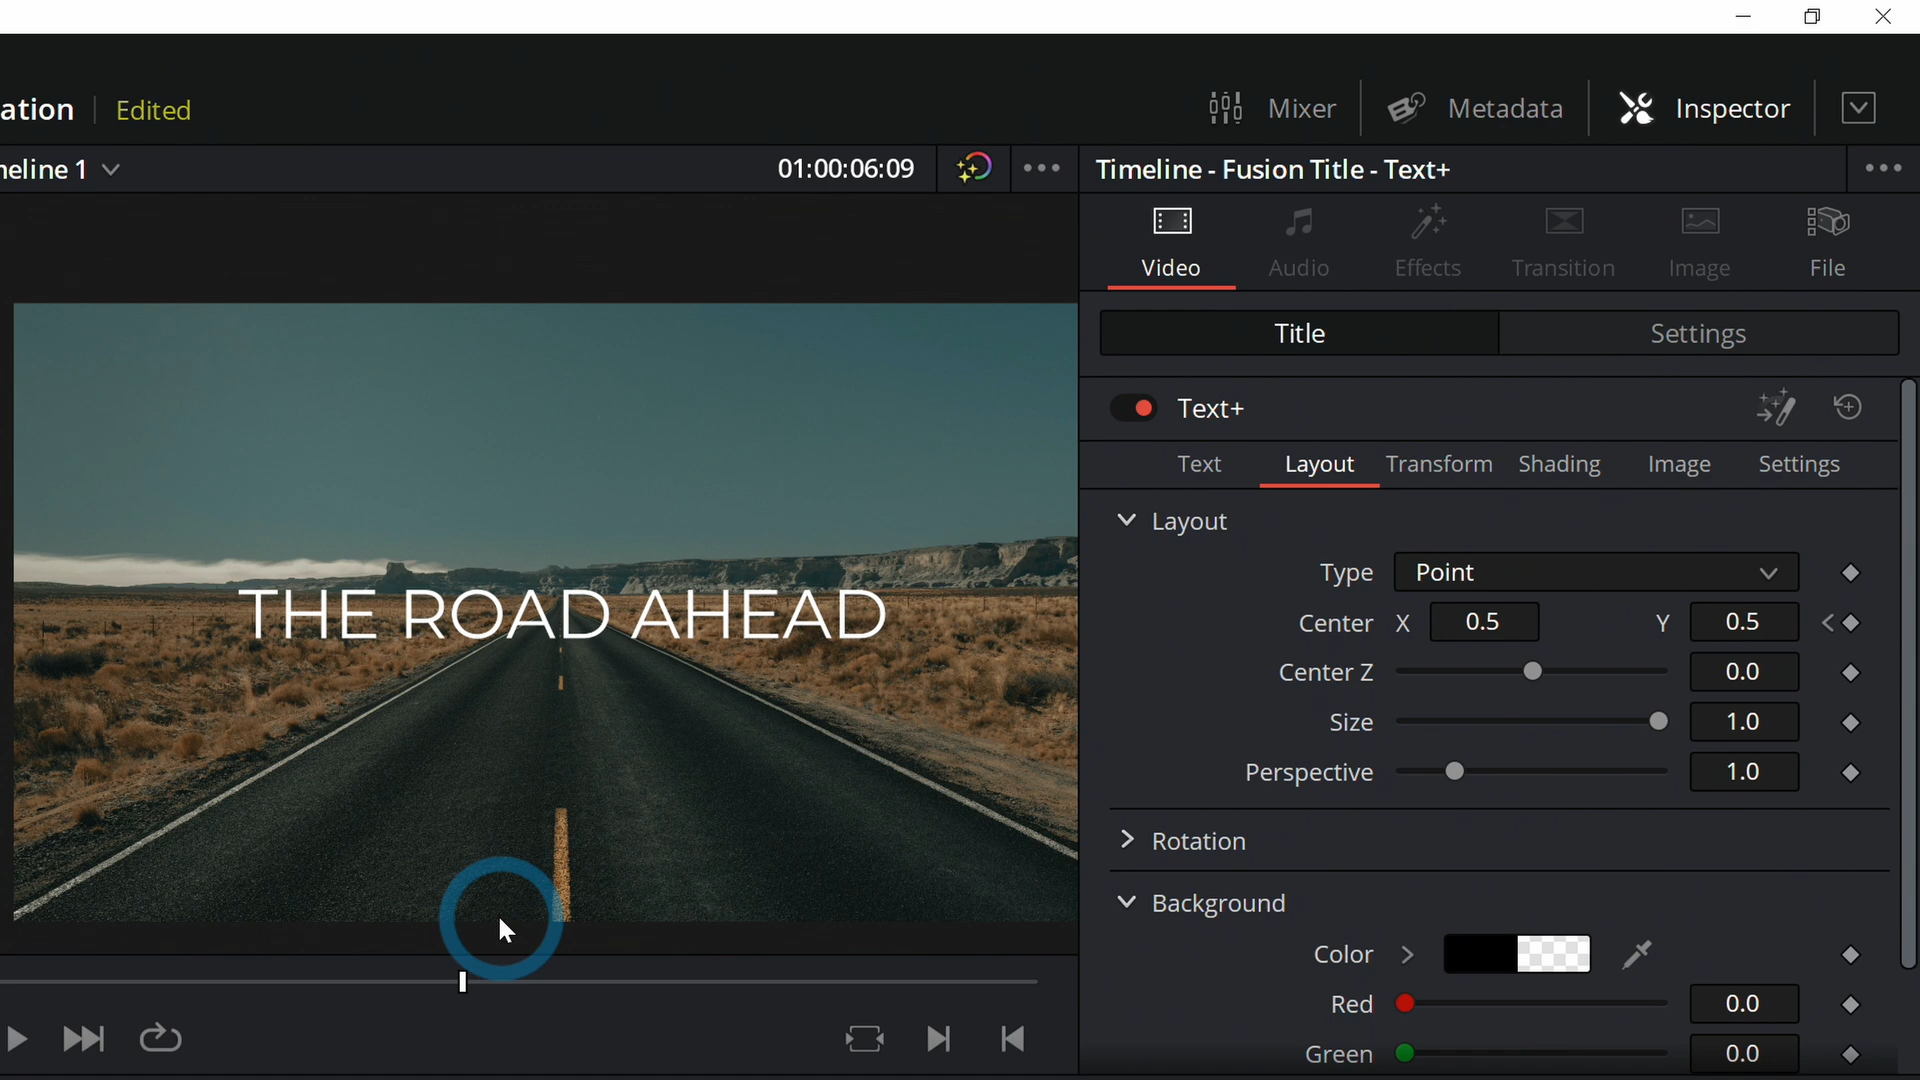 ation Edited Mixer Metadata Inspector
neline 1 01:00:06:09 Timeline - Fusion Title - Text+
Video Audio Effects Transition Image File
Title Settings
Text+
Text Layout Transform Shading Image Settings
Layout
Type Point
Center X 0.5 Y 0.5
Center Z 0.0
Size 1.0
Perspective 1.0
Rotation
Background
Color
Red 0.0
Green 0.0
THE ROAD AHEAD